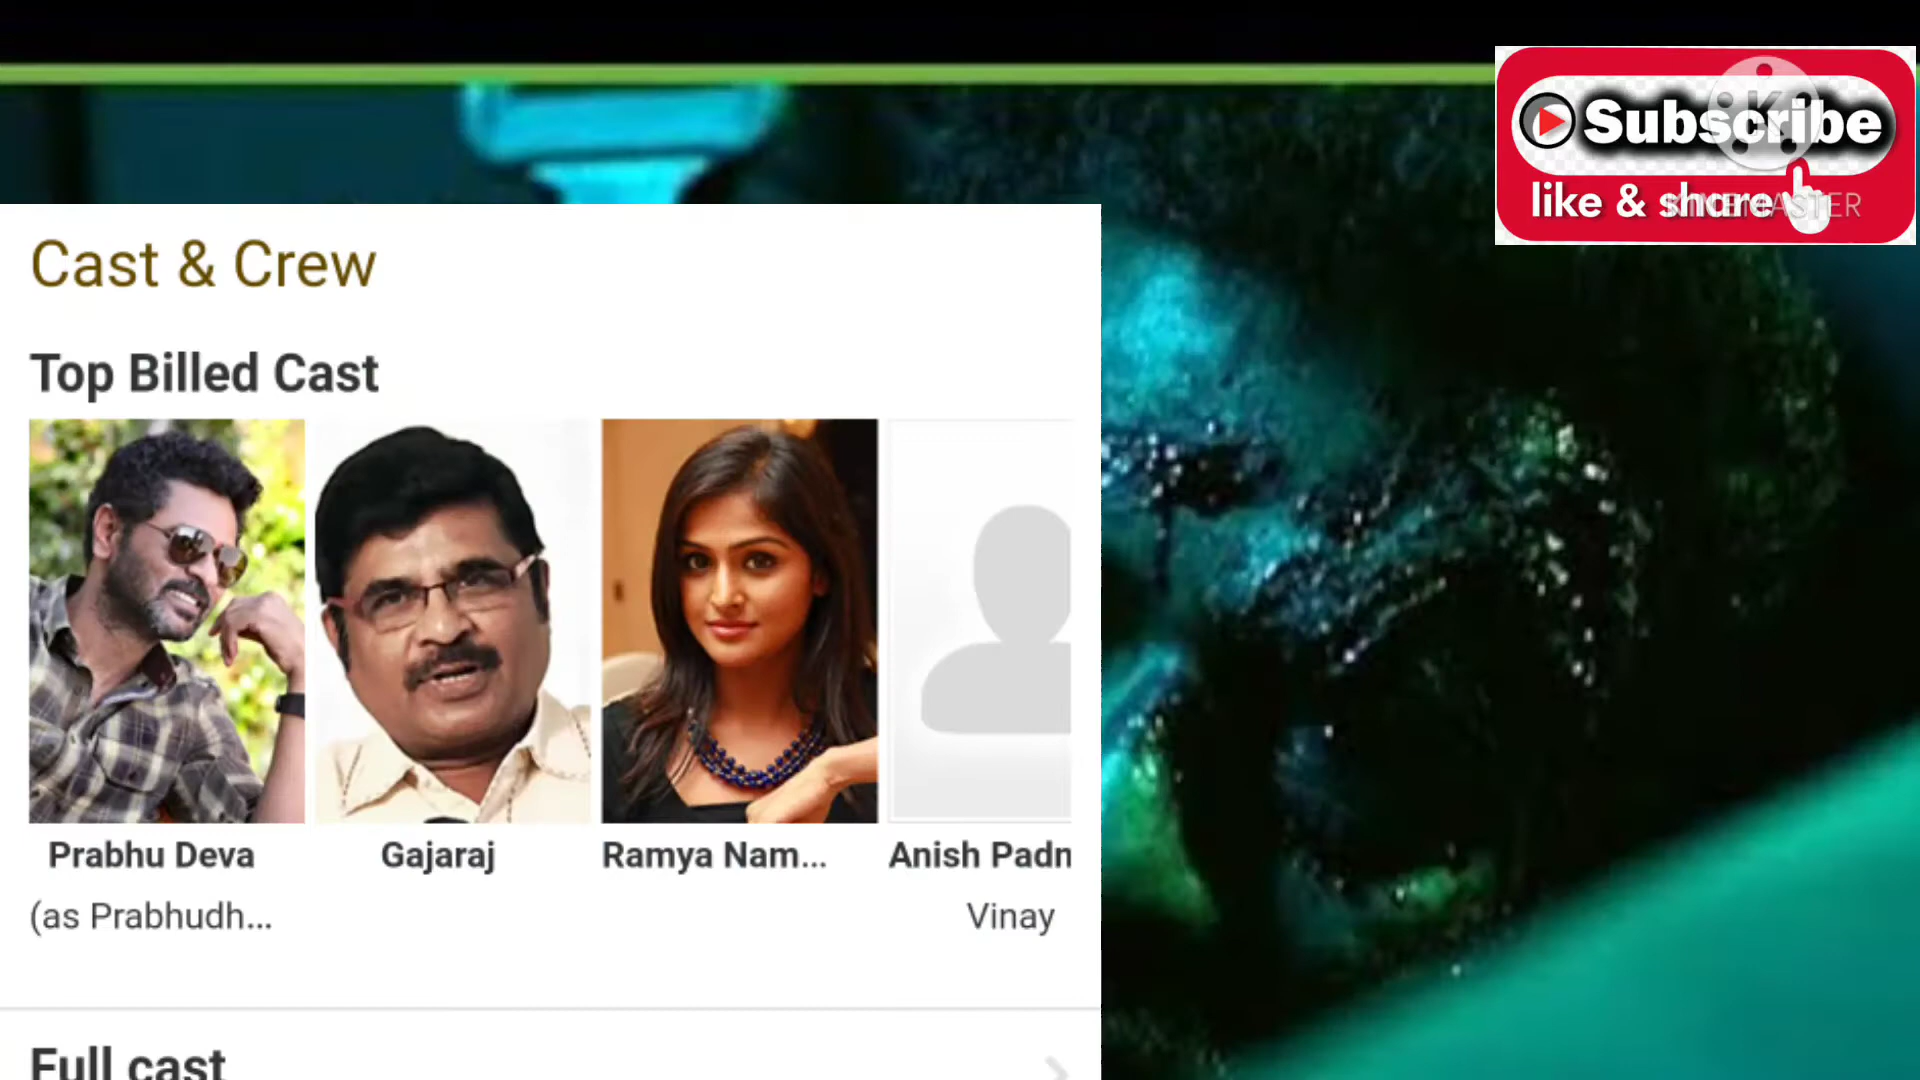 Subscribe
like & share
KINEMASTER
Cast & Crew
Top Billed Cast
Prabhu Deva
Gajaraj
Ramya Nam...
Anish Padn
(as Prabhudh...
Vinay
Full cast